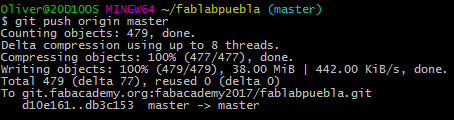 Oliver@20D1OOS MINGW64 ~/fablabpuebla (master)
$ git push origin master
Counting objects: 479, done.
Delta compression using up to 8 threads.
Compressing objects: 100% (477/477), done.
Writing objects: 100% (479/479), 38.00 MiB | 442.00 KiB/s, done.
Total 479 (delta 77), reused 0 (delta 0)
To git.fabacademy.org:fabacademy2017/fablabpuebla.git
d10e161..db3c153  master -> master